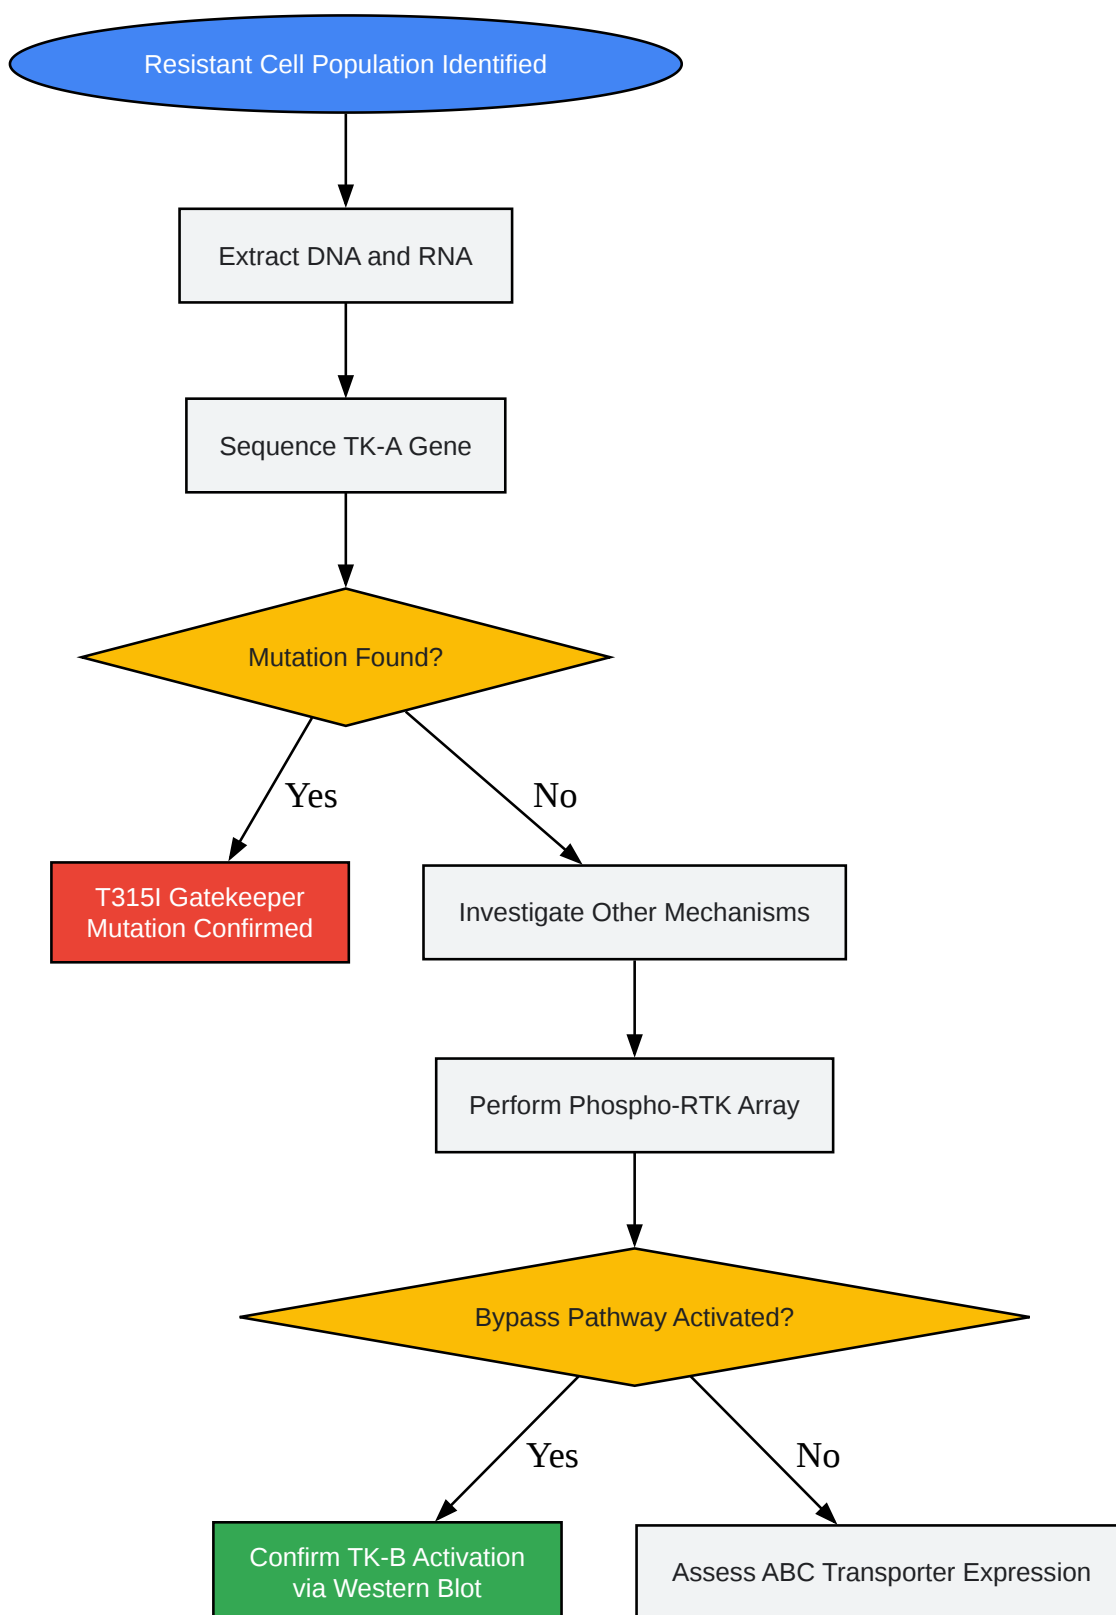 Resistant Cell Population Identified
Extract DNA and RNA
Sequence TK-A Gene
Mutation Found?
Yes
No
T315I Gatekeeper
Mutation Confirmed
Investigate Other Mechanisms
Perform Phospho-RTK Array
Bypass Pathway Activated?
Yes
No
Confirm TK-B Activation
via Western Blot
Assess ABC Transporter Expression